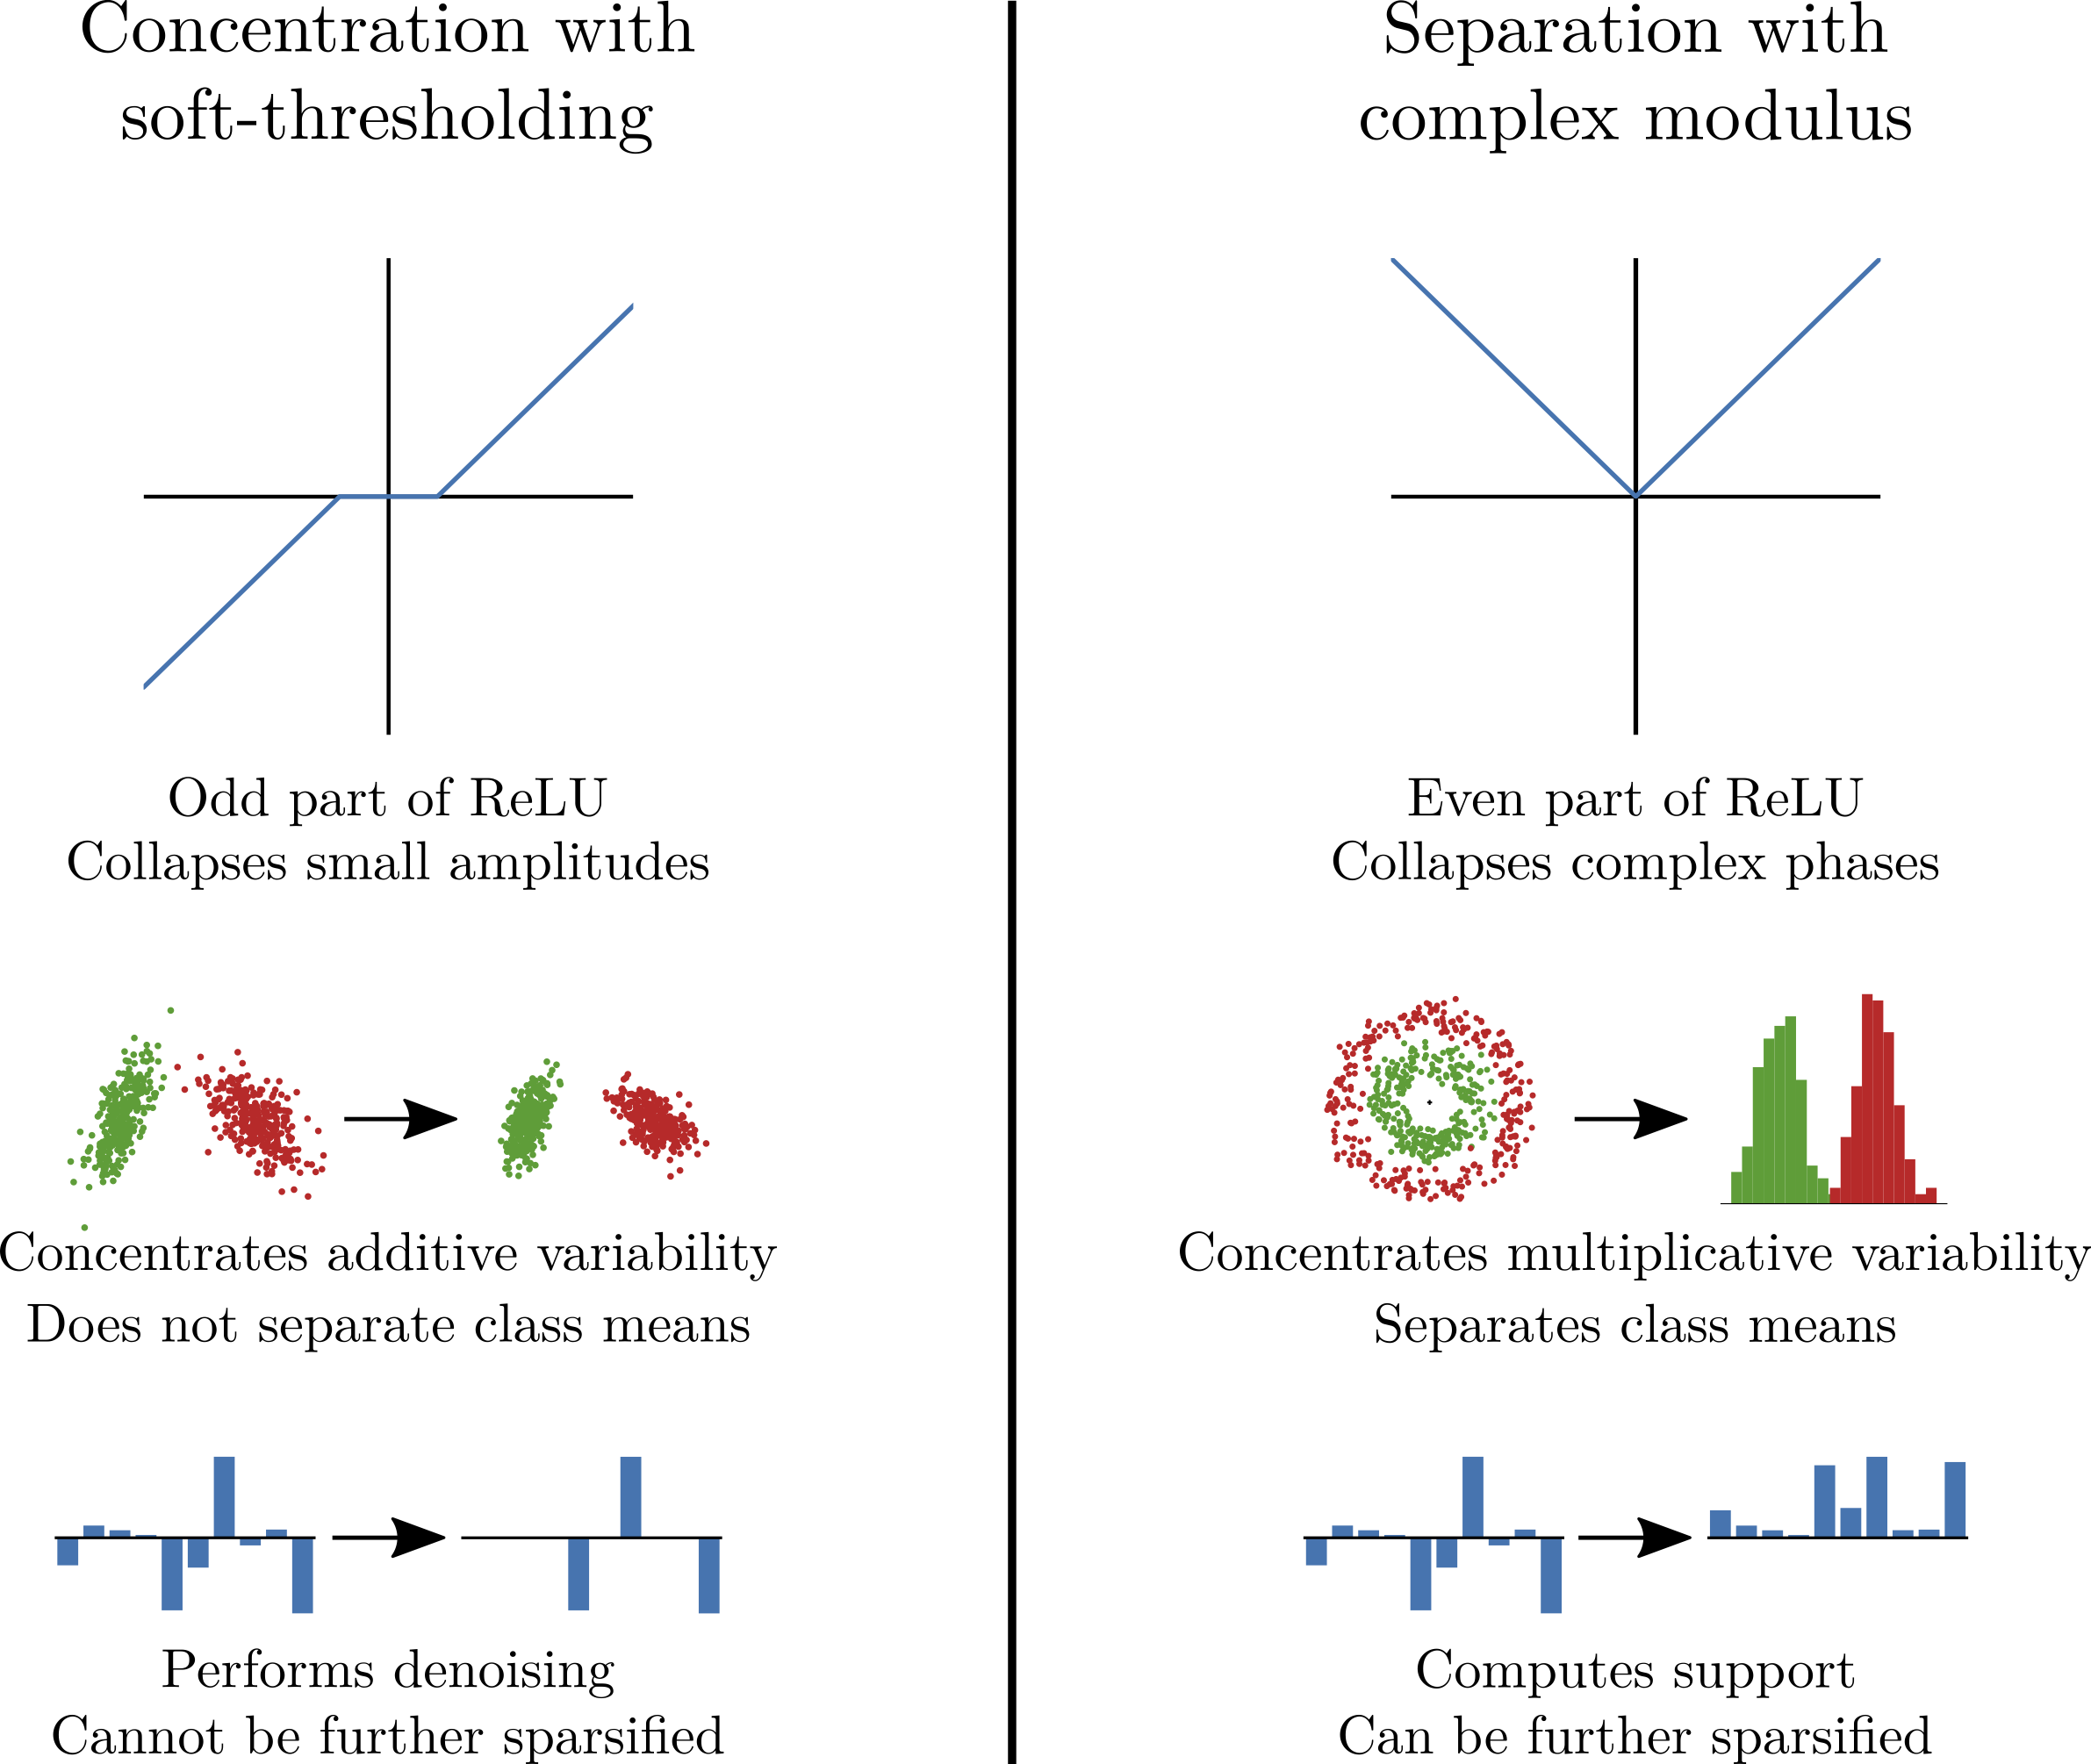 Concentration with
soft-thresholding
Odd part of ReLU
Collapses small amplitudes
Concentrates additive variability
Does not separate class means
Performs denoising
Cannot be further sparsified
Separation with
complex modulus
Even part of ReLU
Collapses complex phases
Concentrates multiplicative variability
Separates class means
Computes support
Can be further sparsified